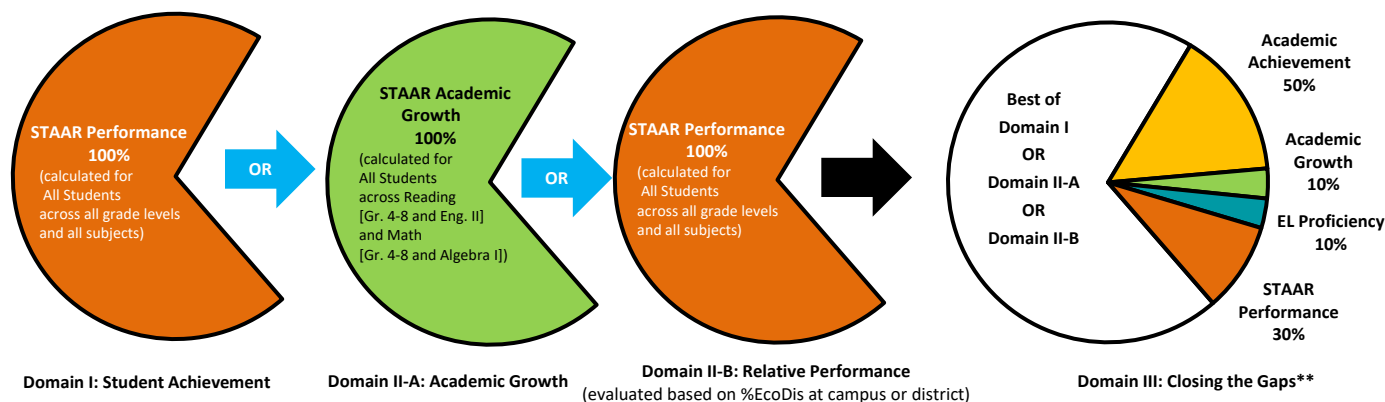 STAAR Performance
100%
(calculated for
All Students
across all grade levels
and all subjects)
OR
STAAR Academic
Growth
100%
(calculated for
All Students
across Reading
[Gr. 4-8 and Eng. II]
and Math
[Gr. 4-8 and Algebra I])
OR
STAAR Performance
100%
(calculated for
All Students
across all grade levels
and all subjects)
Best of
Domain I
OR
Domain II-A
OR
Domain II-B
Academic
Achievement
50%
Academic
Growth
10%
EL Proficiency
10%
STAAR
Performance
30%
Domain I: Student Achievement
Domain II-A: Academic Growth
Domain II-B: Relative Performance
(evaluated based on %EcoDis at campus or district)
Domain III: Closing the Gaps**